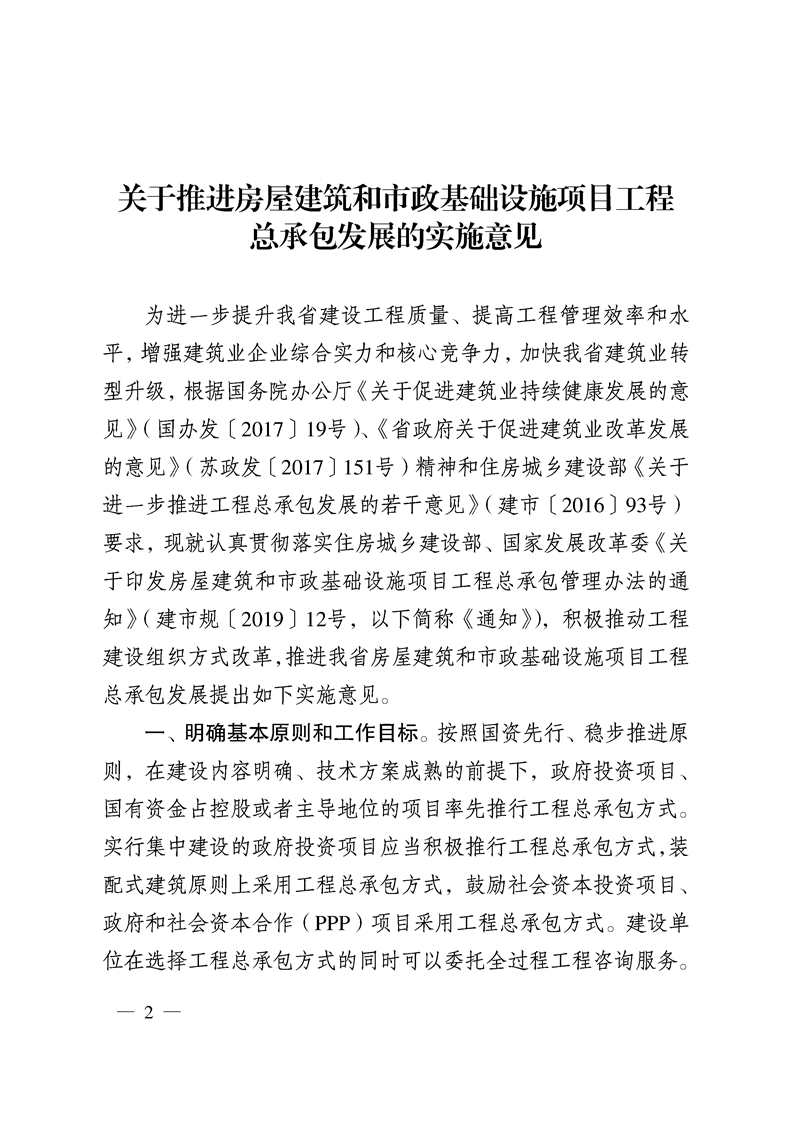 关于推进房屋建筑和市政基础设施项目工程
总承包发展的实施意见
为进一步提升我省建设工程质量、提高工程管理效率和水
平，增强建筑业企业综合实力和核心竞争力，加快我省建筑业转
型升级，根据国务院办公厅《关于促进建筑业持续健康发展的意
见》（国办发〔2017〕19号）、《省政府关于促进建筑业改革发展
的意见》（苏政发〔2017〕151号）精神和住房城乡建设部《关于
进一步推进工程总承包发展的若干意见》（建市〔2016〕93号）
要求，现就认真贯彻落实住房城乡建设部、国家发展改革委《关
于印发房屋建筑和市政基础设施项目工程总承包管理办法的通
知》（建市规〔2019〕12号，以下简称《通知》），积极推动工程
建设组织方式改革，推进我省房屋建筑和市政基础设施项目工程
总承包发展提出如下实施意见。
一、明确基本原则和工作目标。按照国资先行、稳步推进原
则，在建设内容明确、技术方案成熟的前提下，政府投资项目、
国有资金占控股或者主导地位的项目率先推行工程总承包方式。
实行集中建设的政府投资项目应当积极推行工程总承包方式，装
配式建筑原则上采用工程总承包方式，鼓励社会资本投资项目、
政府和社会资本合作（PPP）项目采用工程总承包方式。建设单
位在选择工程总承包方式的同时可以委托全过程工程咨询服务。
— 2 —